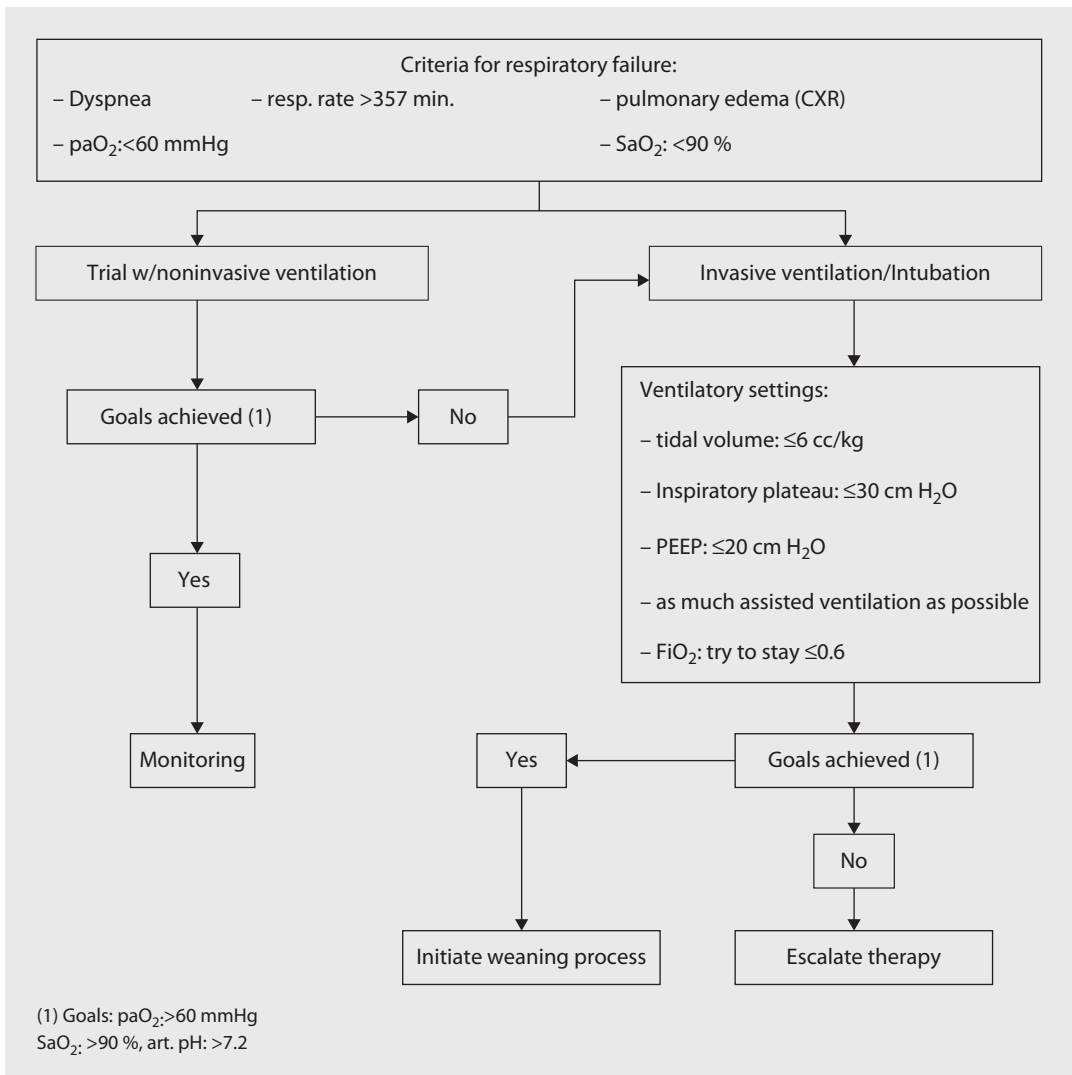 Criteria for respiratory failure:
– Dyspnea – resp. rate >357 min. – pulmonary edema (CXR)
– paO₂:<60 mmHg – SaO₂: <90 %
Trial w/noninvasive ventilation
Invasive ventilation/Intubation
Goals achieved (1)
No
Yes
Monitoring
Ventilatory settings:
– tidal volume: ≤6 cc/kg
– Inspiratory plateau: ≤30 cm H₂O
– PEEP: ≤20 cm H₂O
– as much assisted ventilation as possible
– FiO₂: try to stay ≤0.6
Goals achieved (1)
Yes
No
Initiate weaning process
Escalate therapy
(1) Goals: paO₂:>60 mmHg
SaO₂: >90 %, art. pH: >7.2